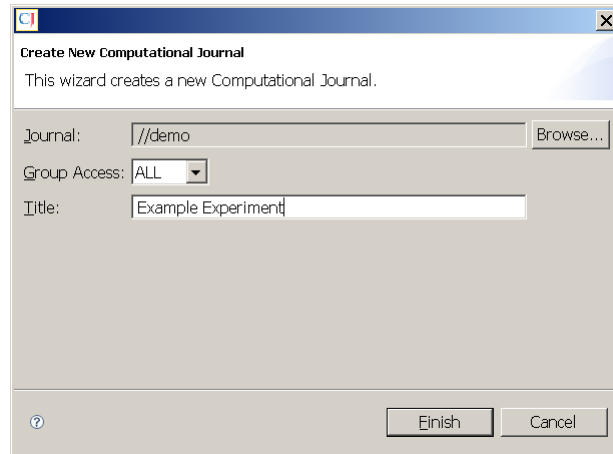 CJ
Create New Computational Journal
This wizard creates a new Computational Journal.
Journal: //demo Browse...
Group Access: ALL
Title: Example Experiment
? Finish Cancel